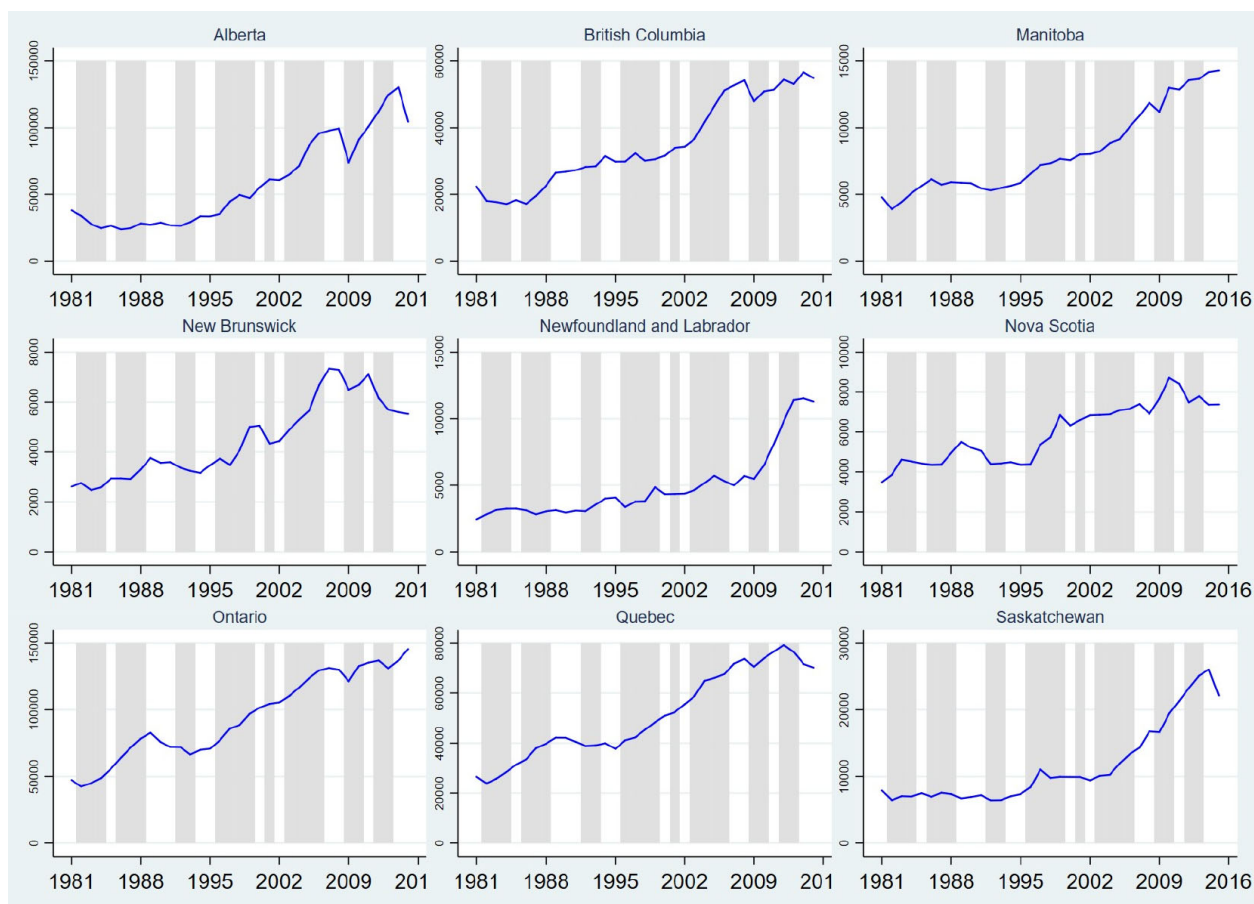 Alberta
150000
100000
50000
0
1981 1988 1995 2002 2009 201
British Columbia
60000
40000
20000
0
1981 1988 1995 2002 2009 201
Manitoba
15000
10000
5000
0
1981 1988 1995 2002 2009 2016
New Brunswick
8000
6000
4000
2000
0
1981 1988 1995 2002 2009 201
Newfoundland and Labrador
15000
10000
5000
0
1981 1988 1995 2002 2009 201
Nova Scotia
10000
8000
6000
4000
2000
0
1981 1988 1995 2002 2009 2016
Ontario
150000
100000
50000
0
1981 1988 1995 2002 2009 201
Quebec
80000
60000
40000
20000
0
1981 1988 1995 2002 2009 201
Saskatchewan
30000
20000
10000
0
1981 1988 1995 2002 2009 2016